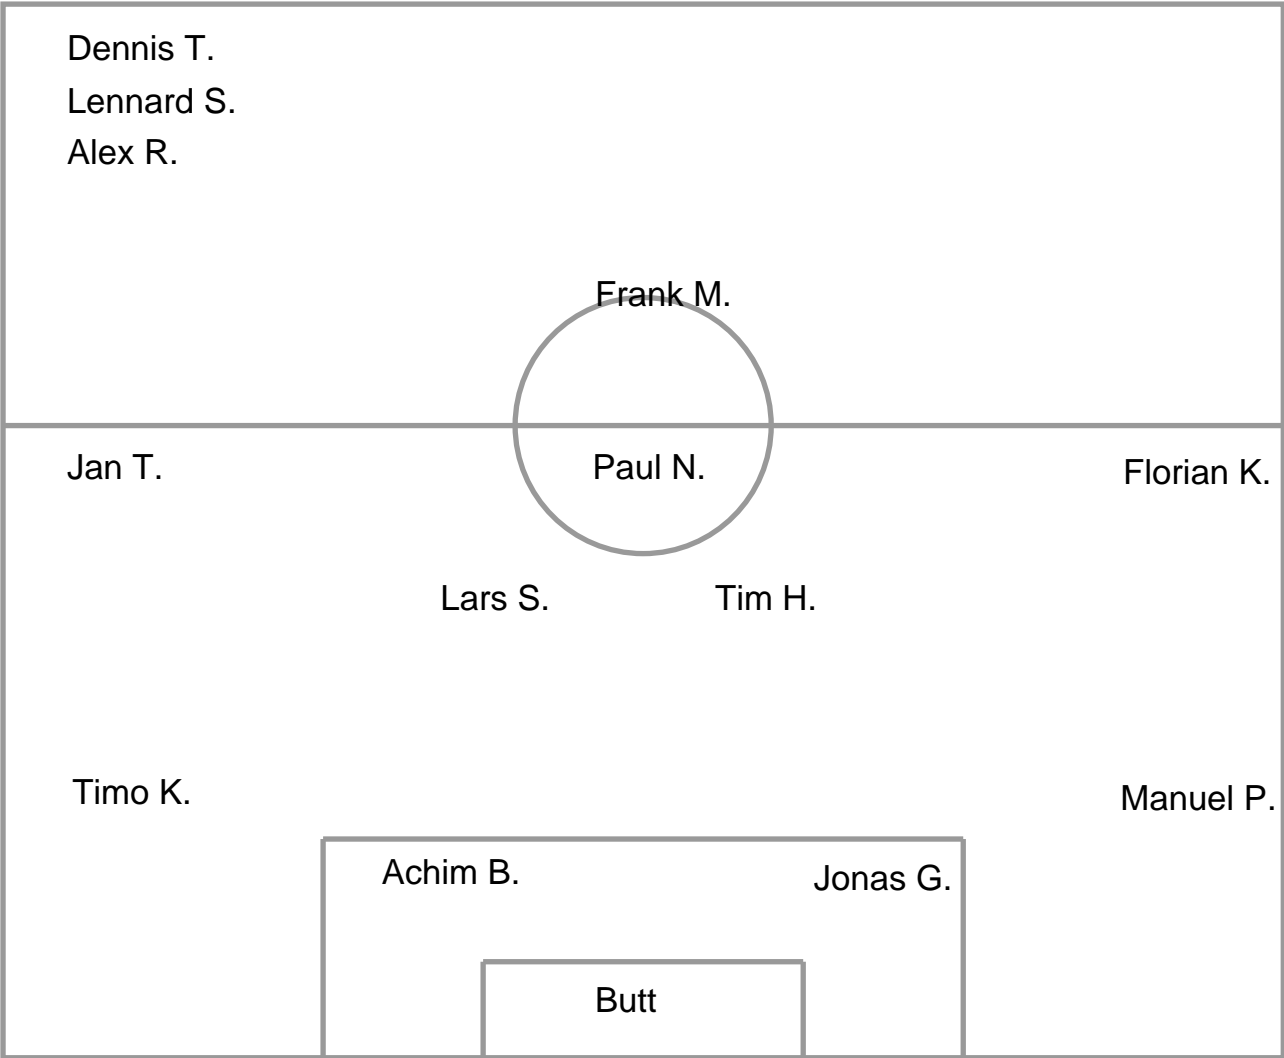 Dennis T.
Lennard S.
Alex R.
Frank M.
Jan T.
Paul N.
Florian K.
Lars S.
Tim H.
Timo K.
Manuel P.
Achim B.
Jonas G.
Butt